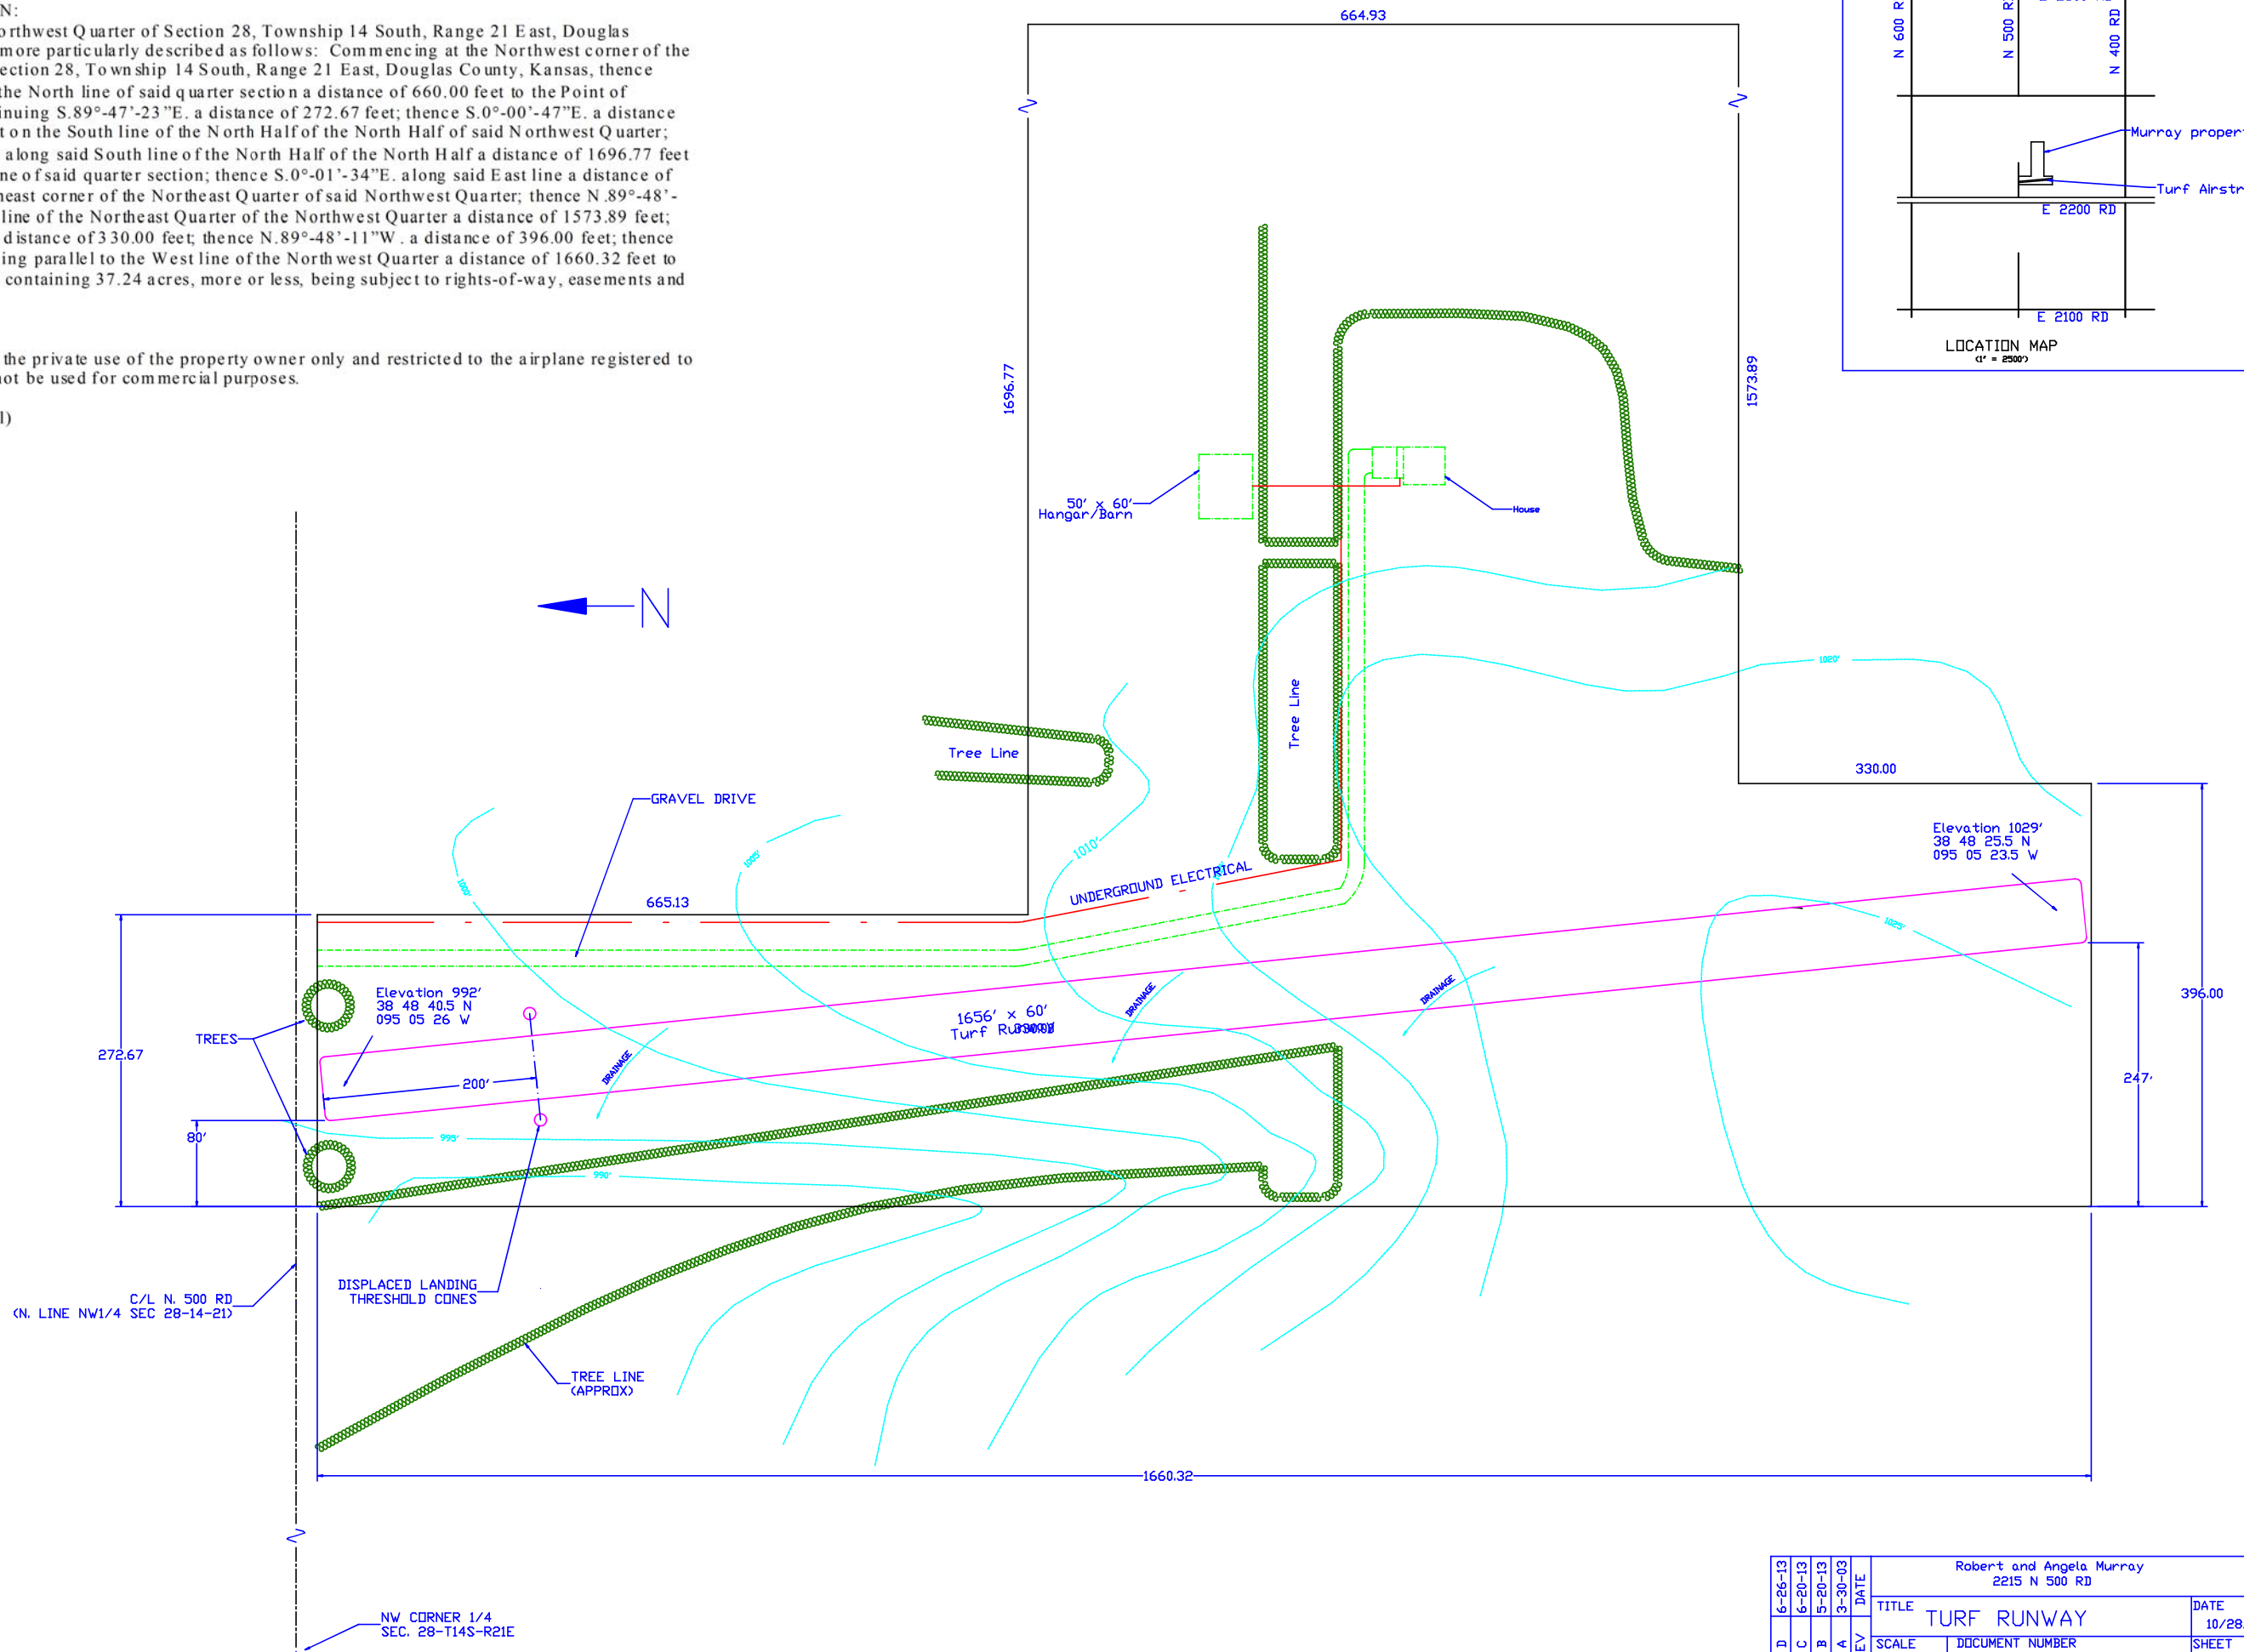 N:
orthwest Quarter of Section 28, Township 14 South, Range 21 East, Douglas
more particularly described as follows: Commencing at the Northwest corner of the
ection 28, Township 14 South, Range 21 East, Douglas County, Kansas, thence
the North line of said quarter section a distance of 660.00 feet to the Point of
inuing S.89°-47'-23"E. a distance of 272.67 feet; thence S.0°-00'-47"E. a distance
t on the South line of the North Half of the North Half of said Northwest Quarter;
along said South line of the North Half of the North Half a distance of 1696.77 feet
ne of said quarter section; thence S.0°-01'-34"E. along said East line a distance of
heast corner of the Northeast Quarter of said Northwest Quarter; thence N.89°-48'-
line of the Northeast Quarter of the Northwest Quarter a distance of 1573.89 feet;
distance of 330.00 feet; thence N.89°-48'-11"W. a distance of 396.00 feet; thence
ing parallel to the West line of the Northwest Quarter a distance of 1660.32 feet to
containing 37.24 acres, more or less, being subject to rights-of-way, easements and
the private use of the property owner only and restricted to the airplane registered to
not be used for commercial purposes.
l)
664.93
N 600 R
N 500 R
N 400 RD
Murray proper
Turf Airstr
E 2200 RD
E 2100 RD
LOCATION MAP
(1" = 2500')
1696.77
1573.89
50' x 60'
Hangar/Barn
House
N
Tree Line
Tree Line
1020'
330.00
GRAVEL DRIVE
1000'
1005'
1010'
UNDERGROUND ELECTRICAL
Elevation 1029'
38 48 25.5 N
095 05 23.5 W
665.13
1025'
Elevation 992'
38 48 40.5 N
095 05 26 W
TREES
272.67
200'
DRAINAGE
DRAINAGE
DRAINAGE
1656' x 60'
Turf Runway
330.00
396.00
247'
80'
995'
990'
DISPLACED LANDING
THRESHOLD CONES
C/L N. 500 RD
(N. LINE NW1/4 SEC 28-14-21)
TREE LINE
(APPROX)
1660.32
NW CORNER 1/4
SEC. 28-T14S-R21E
D 6-26-13
C 6-20-13
B 5-20-13
A 3-30-03
EV DATE
Robert and Angela Murray
2215 N 500 RD
TITLE
TURF RUNWAY
DATE
10/28
SCALE
DOCUMENT NUMBER
SHEET